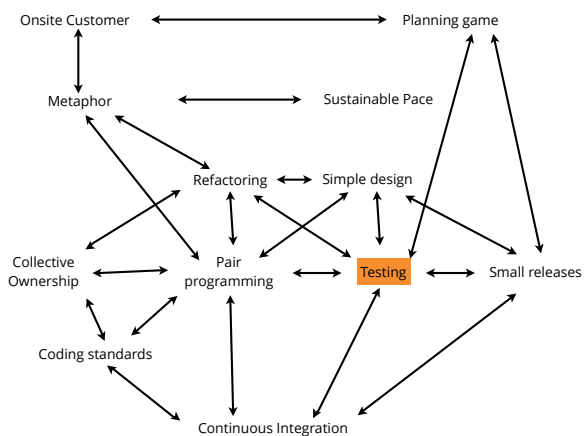 Onsite Customer
Planning game
Metaphor
Sustainable Pace
Refactoring
Simple design
Collective
Ownership
Pair
programming
Testing
Small releases
Coding standards
Continuous Integration